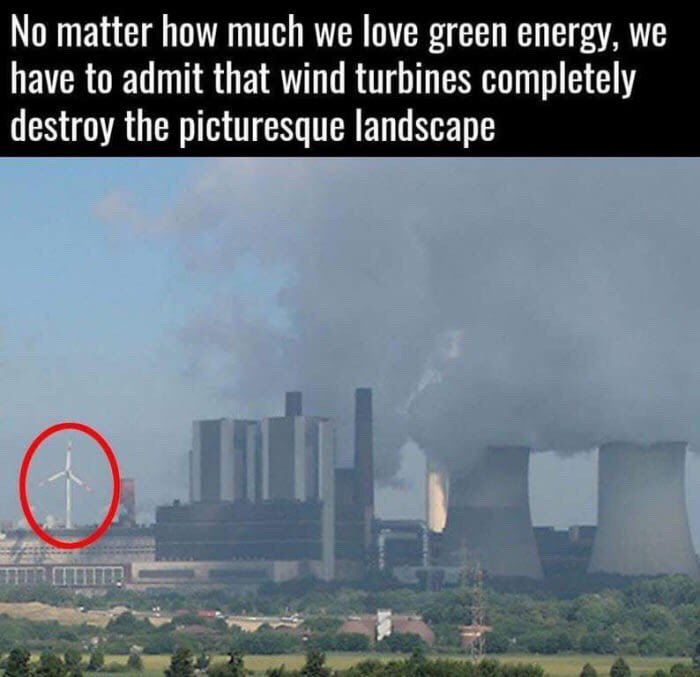 No matter how much we love green energy, we
have to admit that wind turbines completely
destroy the picturesque landscape